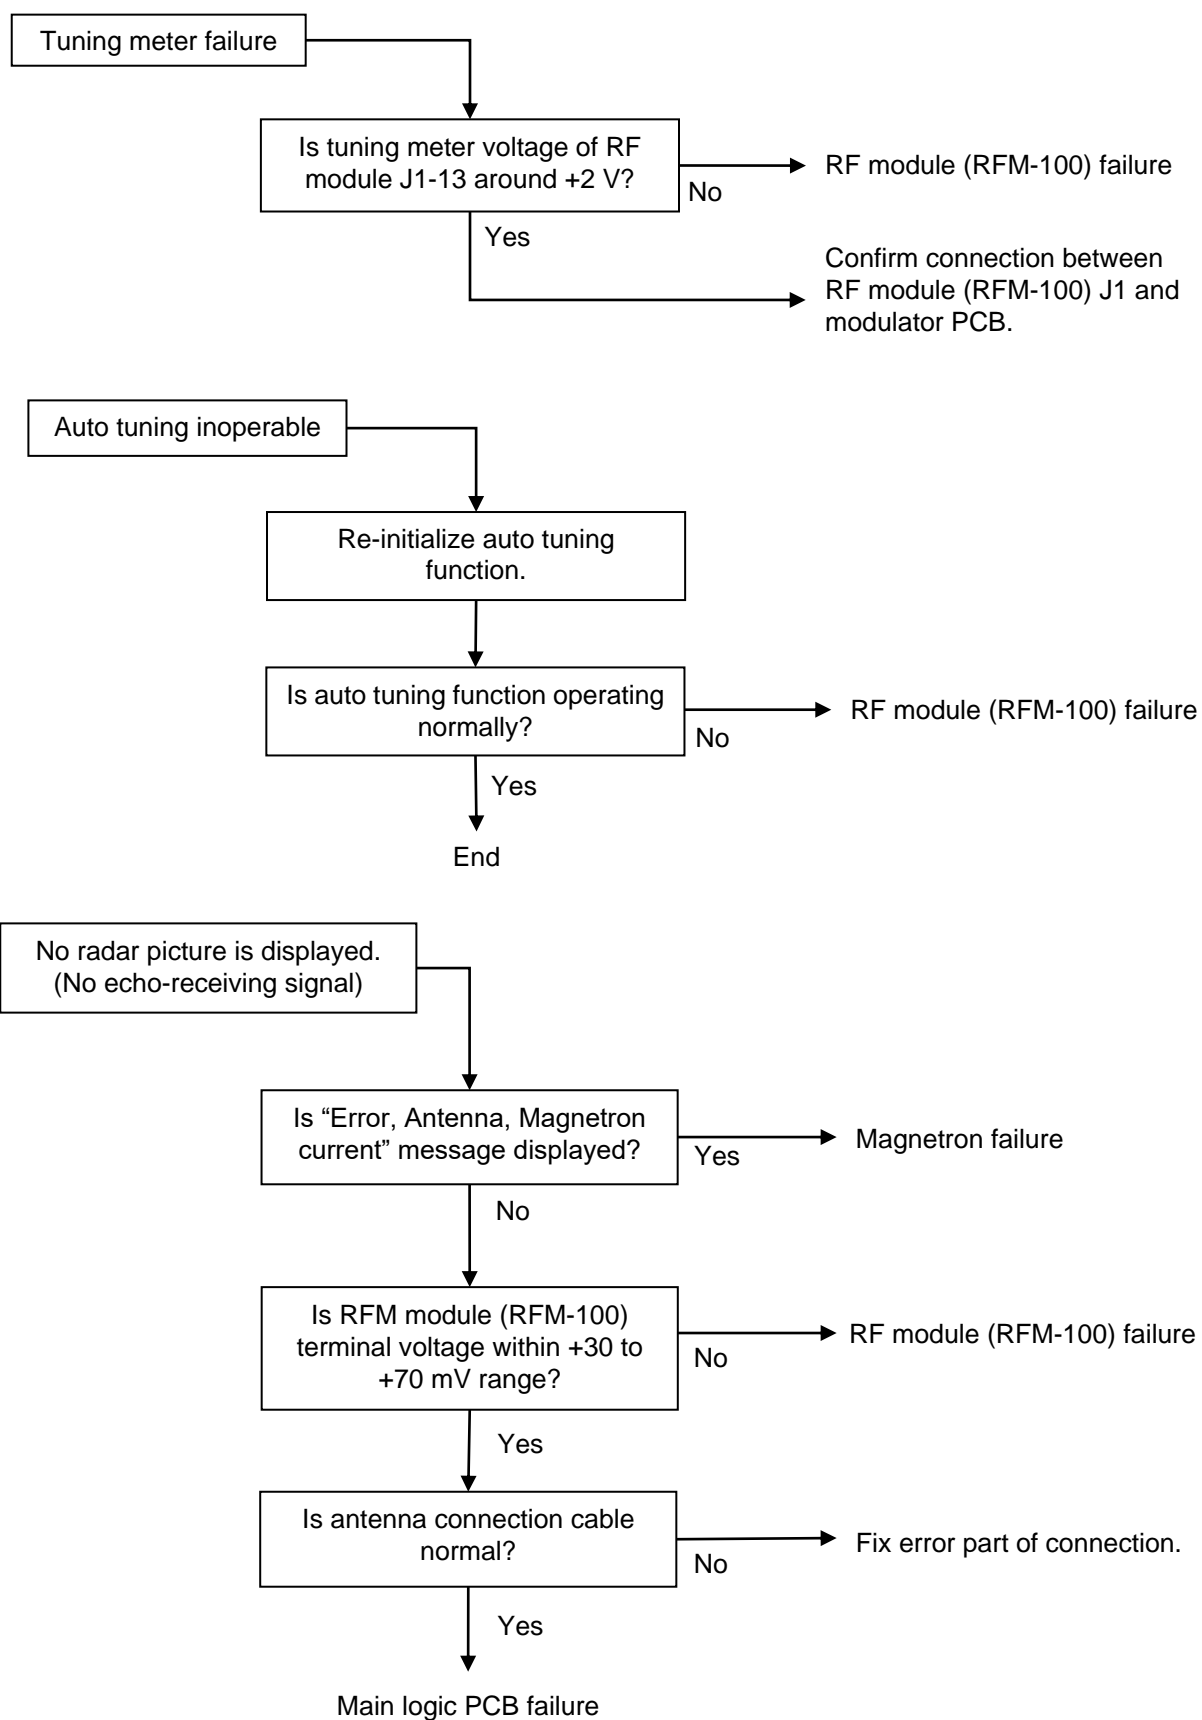 Tuning meter failure
Is tuning meter voltage of RF
module J1-13 around +2 V?
RF module (RFM-100) failure
No
Yes
Confirm connection between
RF module (RFM-100) J1 and
modulator PCB.
Auto tuning inoperable
Re-initialize auto tuning
function.
Is auto tuning function operating
normally?
RF module (RFM-100) failure
No
Yes
End
No radar picture is displayed.
(No echo-receiving signal)
Is “Error, Antenna, Magnetron
current” message displayed?
Magnetron failure
Yes
No
Is RFM module (RFM-100)
terminal voltage within +30 to
+70 mV range?
RF module (RFM-100) failure
No
Yes
Is antenna connection cable
normal?
Fix error part of connection.
No
Yes
Main logic PCB failure